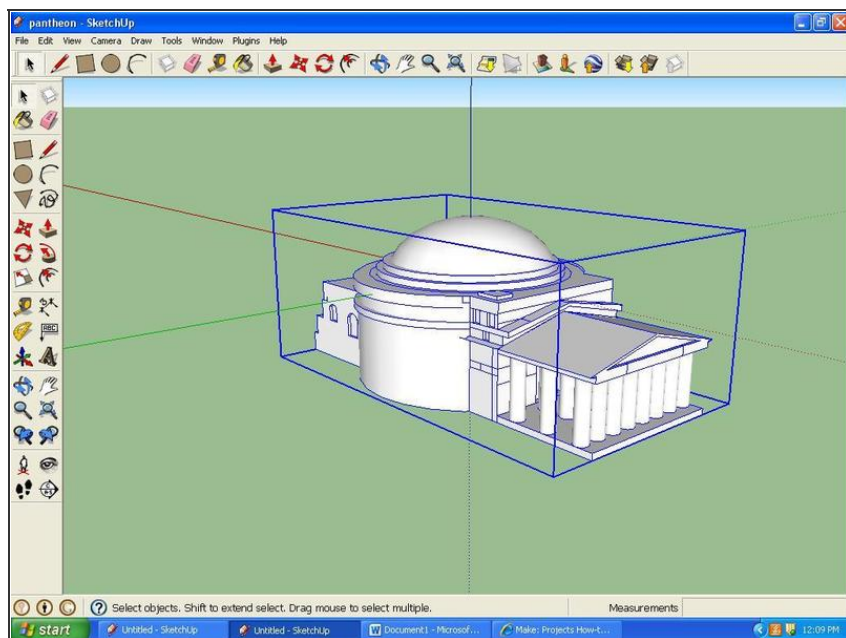 pantheon - SketchUp
File Edit View Camera Draw Tools Window Plugins Help
ABC
Select objects. Shift to extend select. Drag mouse to select multiple.
Measurements
start
Untitled - SketchUp
Untitled - SketchUp
Document1 - Microsof...
Make: Projects How-t...
12:09 PM